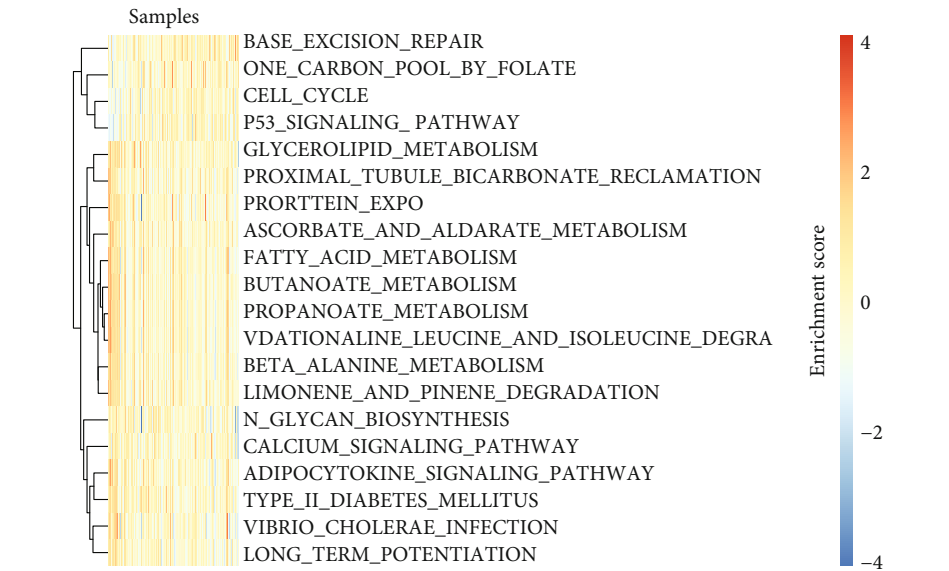 Samples
BASE_EXCISION_REPAIR
ONE_CARBON_POOL_BY_FOLATE
CELL_CYCLE
P53_SIGNALING_ PATHWAY
GLYCEROLIPID_METABOLISM
PROXIMAL_TUBULE_BICARBONATE_RECLAMATION
PRORTTEIN_EXPO
ASCORBATE_AND_ALDARATE_METABOLISM
FATTY_ACID_METABOLISM
BUTANOATE_METABOLISM
PROPANOATE_METABOLISM
VDATIONALINE_LEUCINE_AND_ISOLEUCINE_DEGRA
BETA_ALANINE_METABOLISM
LIMONENE_AND_PINENE_DEGRADATION
N_GLYCAN_BIOSYNTHESIS
CALCIUM_SIGNALING_PATHWAY
ADIPOCYTOKINE_SIGNALING_PATHWAY
TYPE_II_DIABETES_MELLITUS
VIBRIO_CHOLERAE_INFECTION
LONG_TERM_POTENTIATION
Enrichment score
4
2
0
−2
−4